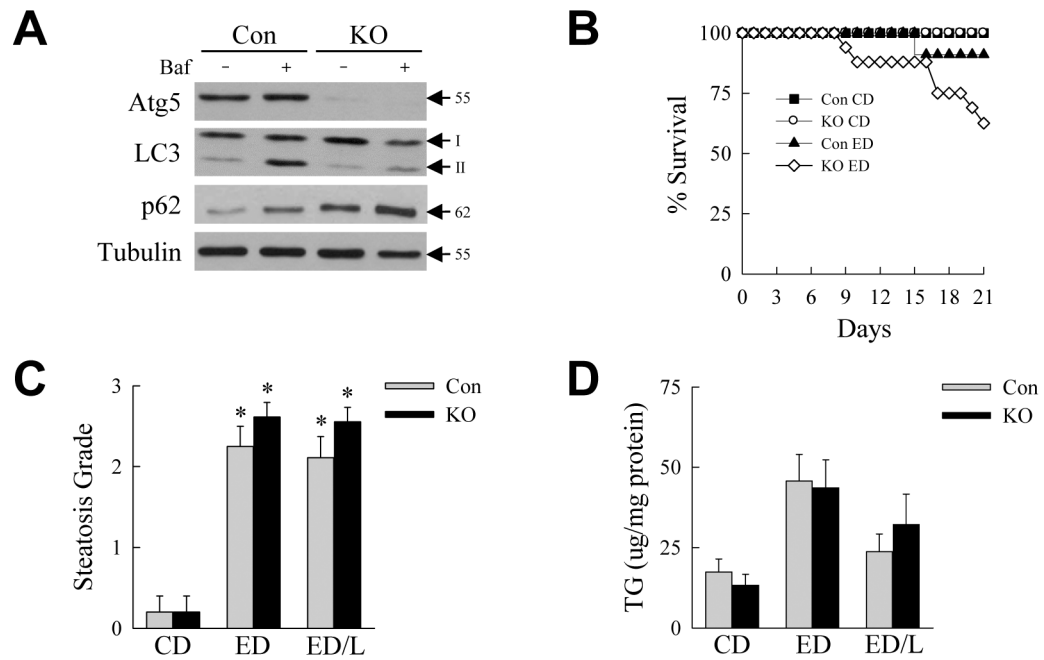 A
Con KO
Baf - + - +
Atg5 55
LC3 I
II
p62 62
Tubulin 55
B
100
75
50
25
0
% Survival
Con CD
KO CD
Con ED
KO ED
0 3 6 9 12 15 18 21
Days
C
3
2
1
0
Steatosis Grade
* * * *
Con
KO
CD ED ED/L
D
75
50
25
0
TG (ug/mg protein)
Con
KO
CD ED ED/L